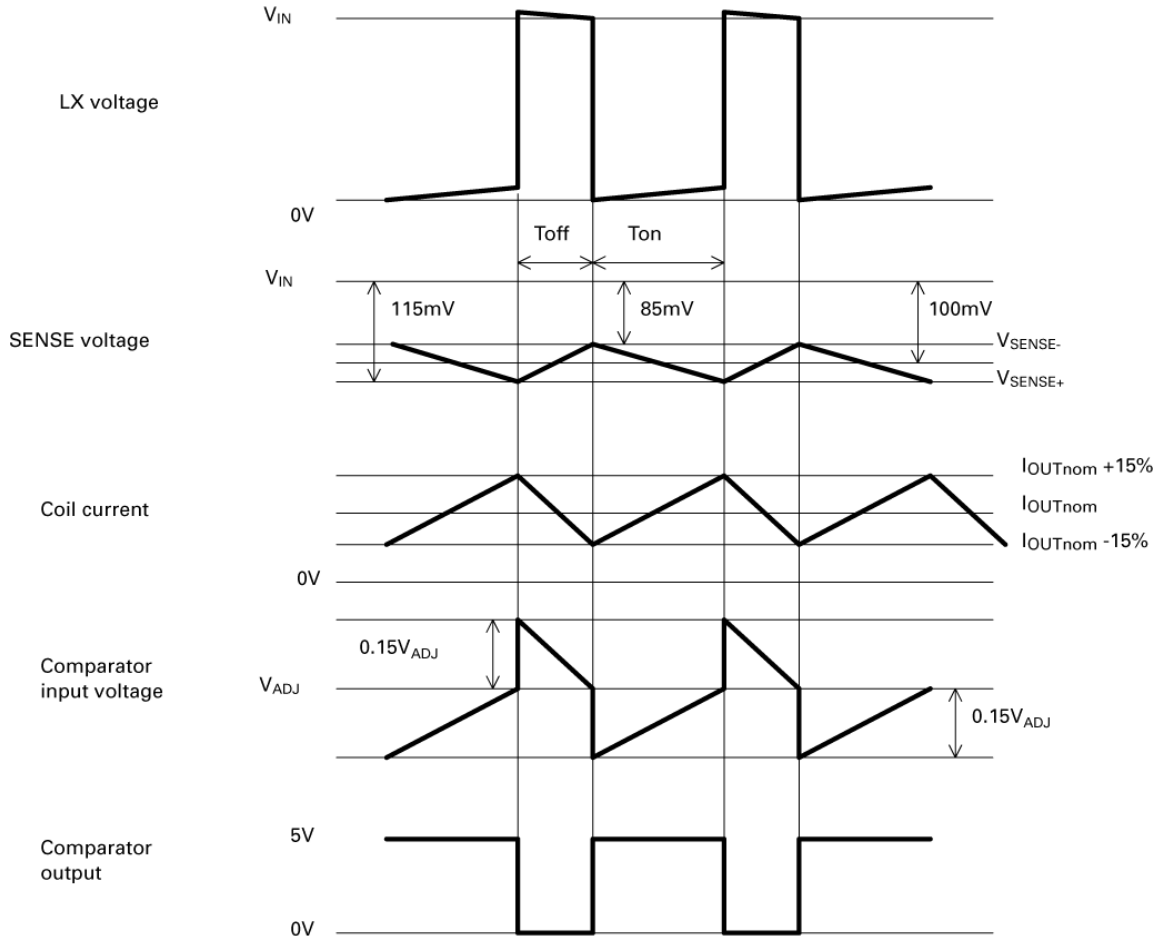 VIN
LX voltage
0V
Toff
Ton
VIN
115mV
85mV
100mV
SENSE voltage
VSENSE-
VSENSE+
IOUTnom +15%
Coil current
IOUTnom
IOUTnom -15%
0V
0.15VADJ
Comparator
input voltage
VADJ
0.15VADJ
5V
Comparator
output
0V